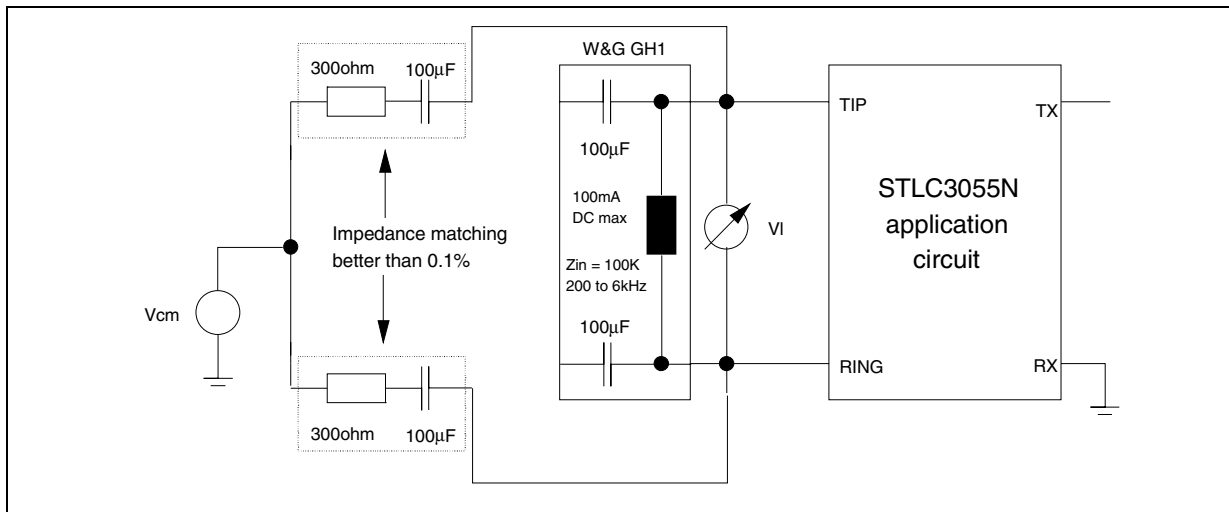 W&G GH1
300ohm
100μF
TIP
TX
100μF
STLC3055N
application
circuit
100mA
DC max
Impedance matching
better than 0.1%
Vl
Zin = 100K
200 to 6kHz
Vcm
100μF
RING
RX
300ohm
100μF